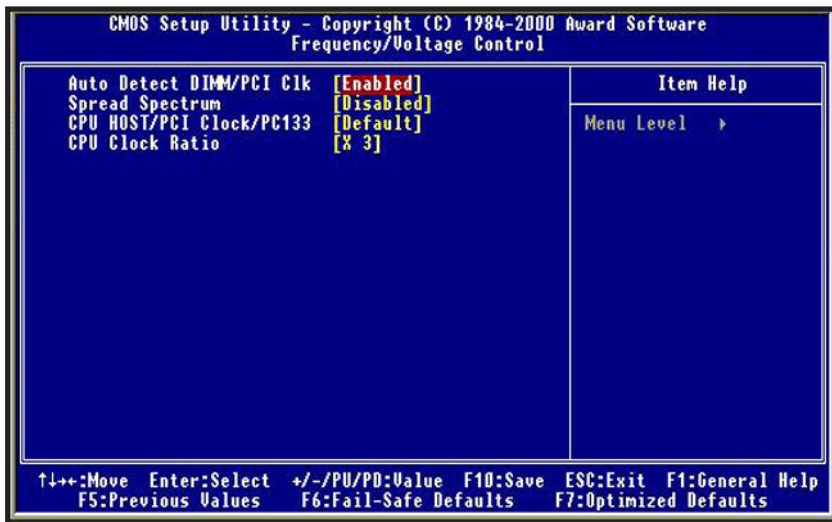 CMOS Setup Utility - Copyright (C) 1984-2000 Award Software
Frequency/Voltage Control
Auto Detect DIMM/PCI Clk [Enabled]
Spread Spectrum [Disabled]
CPU HOST/PCI Clock/PC133 [Default]
CPU Clock Ratio [X 3]
Item Help
Menu Level ▸
↑↓→←:Move Enter:Select +/-/PU/PD:Value F10:Save ESC:Exit F1:General Help
F5:Previous Values F6:Fail-Safe Defaults F7:Optimized Defaults